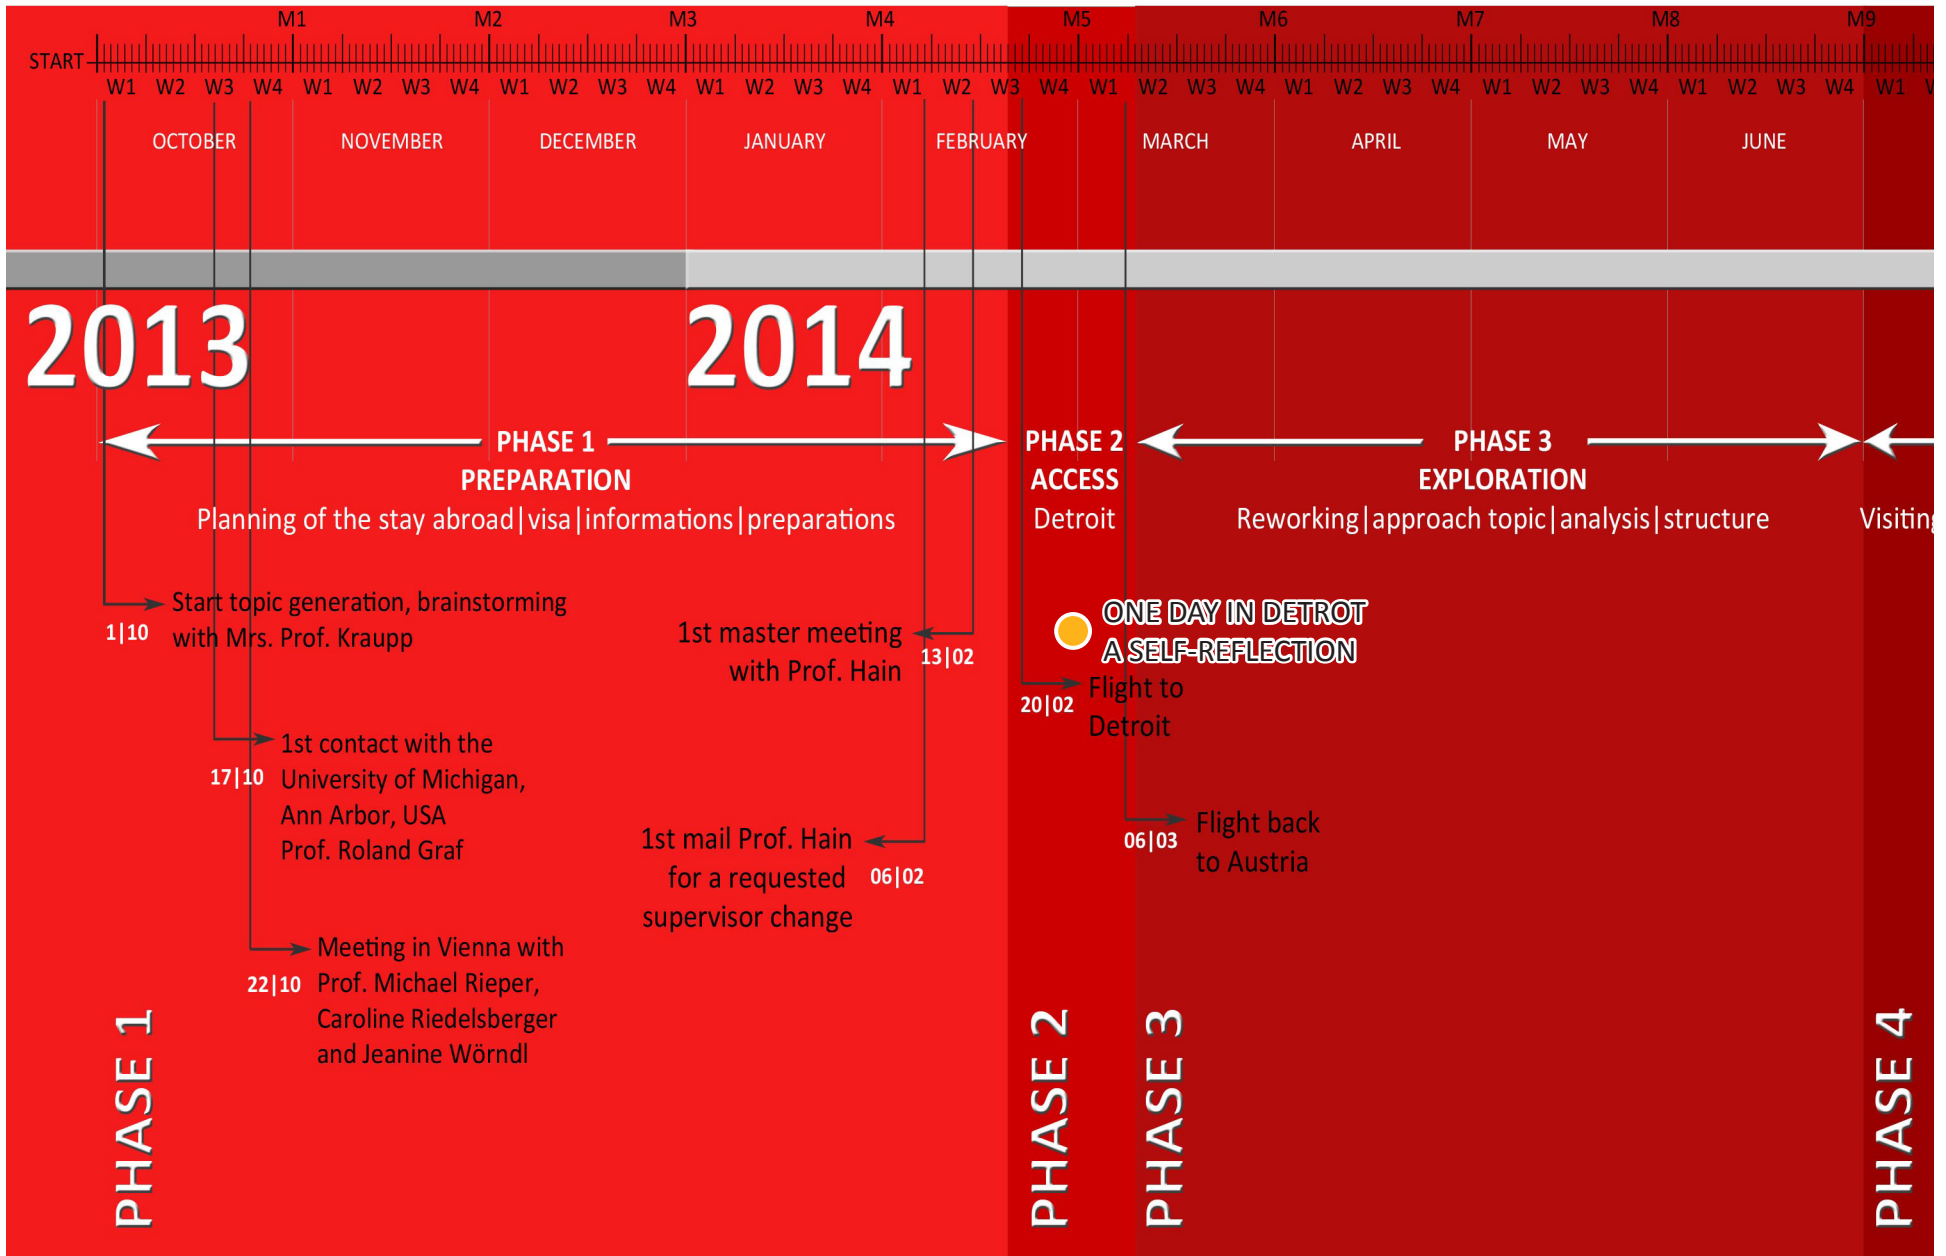 M1 M2 M3 M4 M5 M6 M7 M8 M9
START
W1 W2 W3 W4 W1 W2 W3 W4 W1 W2 W3 W4 W1 W2 W3 W4 W1 W2 W3 W4 W1 W2 W3 W4 W1 W2 W3 W4 W1 W2 W3 W4 W1 W2 W3 W4 W1
OCTOBER NOVEMBER DECEMBER JANUARY FEBRUARY MARCH APRIL MAY JUNE
2013 2014
PHASE 1
PREPARATION
Planning of the stay abroad|visa|informations|preparations
PHASE 2
ACCESS
Detroit
PHASE 3
EXPLORATION
Reworking|approach topic|analysis|structure
Visiting
1|10
Start topic generation, brainstorming
with Mrs. Prof. Kraupp
17|10
1st contact with the
University of Michigan,
Ann Arbor, USA
Prof. Roland Graf
22|10
Meeting in Vienna with
Prof. Michael Rieper,
Caroline Riedelsberger
and Jeanine Wörndl
1st master meeting
with Prof. Hain
13|02
1st mail Prof. Hain
for a requested
supervisor change
06|02
ONE DAY IN DETROT
A SELF-REFLECTION
20|02
Flight to
Detroit
06|03
Flight back
to Austria
PHASE 1
PHASE 2
PHASE 3
PHASE 4